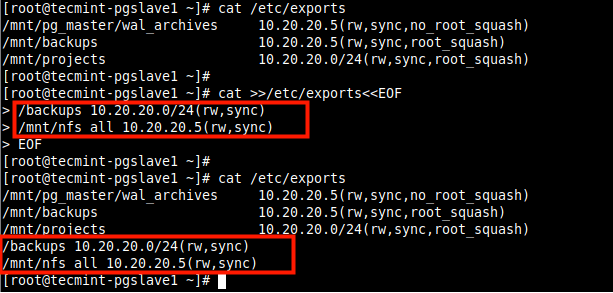 [root@tecmint-pgslave1 ~]# cat /etc/exports
/mnt/pg_master/wal_archives     10.20.20.5(rw,sync,no_root_squash)
/mnt/backups                    10.20.20.5(rw,sync,root_squash)
/mnt/projects                   10.20.20.0/24(rw,sync,root_squash)
[root@tecmint-pgslave1 ~]#
[root@tecmint-pgslave1 ~]# cat >>/etc/exports<<EOF
> /backups 10.20.20.0/24(rw,sync)
> /mnt/nfs all 10.20.20.5(rw,sync)
> EOF
[root@tecmint-pgslave1 ~]#
[root@tecmint-pgslave1 ~]# cat /etc/exports
/mnt/pg_master/wal_archives     10.20.20.5(rw,sync,no_root_squash)
/mnt/backups                    10.20.20.5(rw,sync,root_squash)
/mnt/projects                   10.20.20.0/24(rw,sync,root_squash)
/backups 10.20.20.0/24(rw,sync)
/mnt/nfs all 10.20.20.5(rw,sync)
[root@tecmint-pgslave1 ~]#